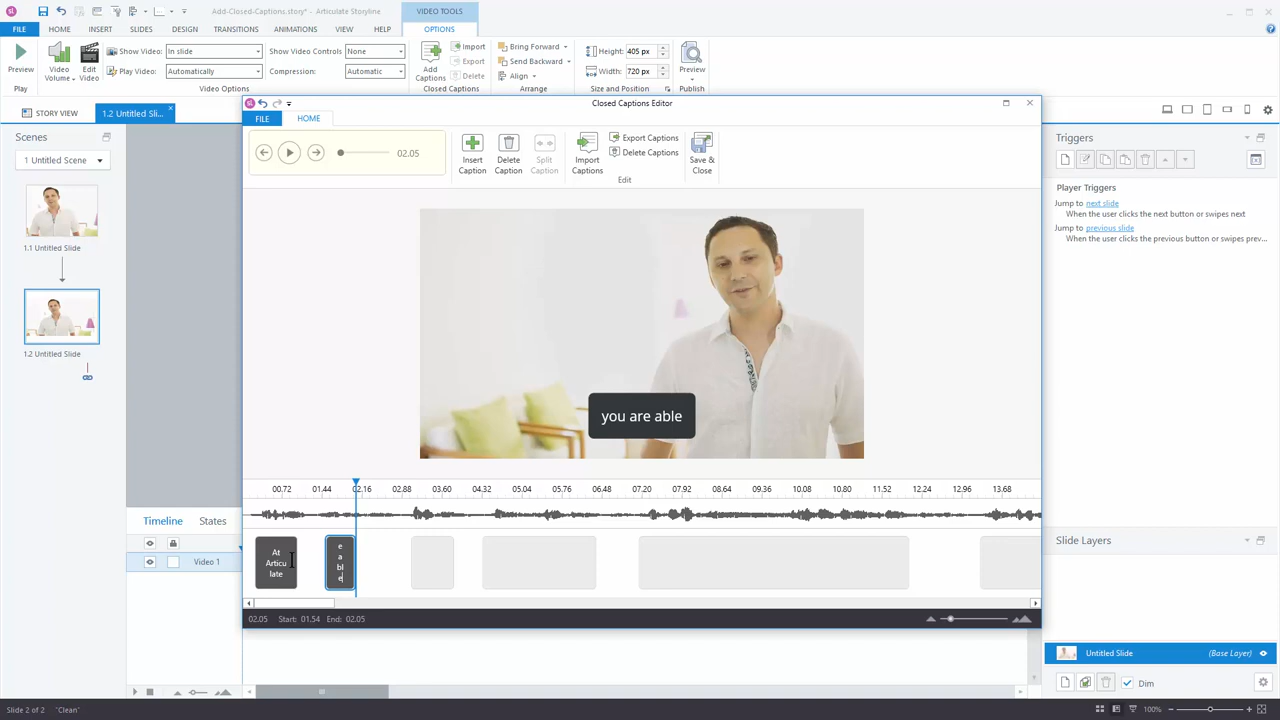 Add-Closed-Captions.story* - Articulate Storyline
VIDEO TOOLS
FILE HOME INSERT SLIDES DESIGN TRANSITIONS ANIMATIONS VIEW HELP OPTIONS
Preview
Play
Video Volume
Edit Video
Show Video: In slide
Play Video: Automatically
Show Video Controls: None
Compression: Automatic
Video Options
Add Captions
Import
Export
Delete
Closed Captions
Bring Forward
Send Backward
Align
Arrange
Height: 405 px
Width: 720 px
Size and Position
Preview
Publish
STORY VIEW
1.2 Untitled Sli...
Scenes
1 Untitled Scene
1.1 Untitled Slide
1.2 Untitled Slide
Closed Captions Editor
FILE HOME
02.05
Insert Caption
Delete Caption
Split Caption
Import Captions
Export Captions
Delete Captions
Edit
Save & Close
you are able
00.72 01.44 02.16 02.88 03.60 04.32 05.04 05.76 06.48 07.20 07.92 08.64 09.36 10.08 10.80 11.52 12.24 12.96 13.68
At
Articu
late
e
a
bl
e
02.05 Start: 01.54 End: 02.05
Timeline States
Video 1
Triggers
Player Triggers
Jump to next slide
When the user clicks the next button or swipes next
Jump to previous slide
When the user clicks the previous button or swipes prev...
Slide Layers
Untitled Slide (Base Layer)
Dim
Slide 2 of 2 "Clean"
100%